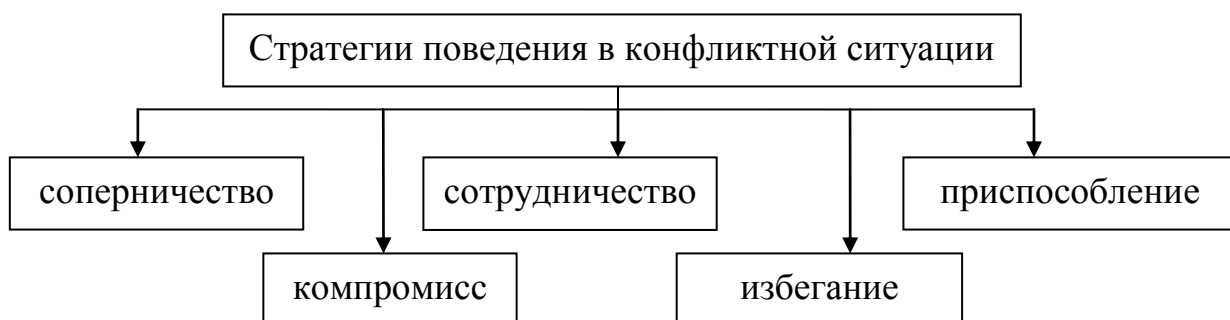 Стратегии поведения в конфликтной ситуации
соперничество
сотрудничество
приспособление
компромисс
избегание